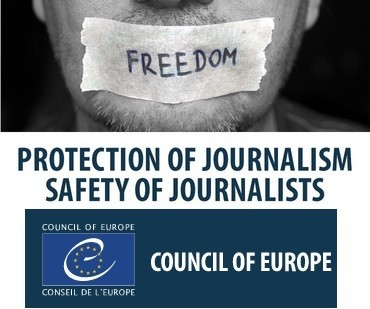 FREEDOM
PROTECTION OF JOURNALISM
SAFETY OF JOURNALISTS
COUNCIL OF EUROPE
COUNCIL OF EUROPE
CONSEIL DE L'EUROPE